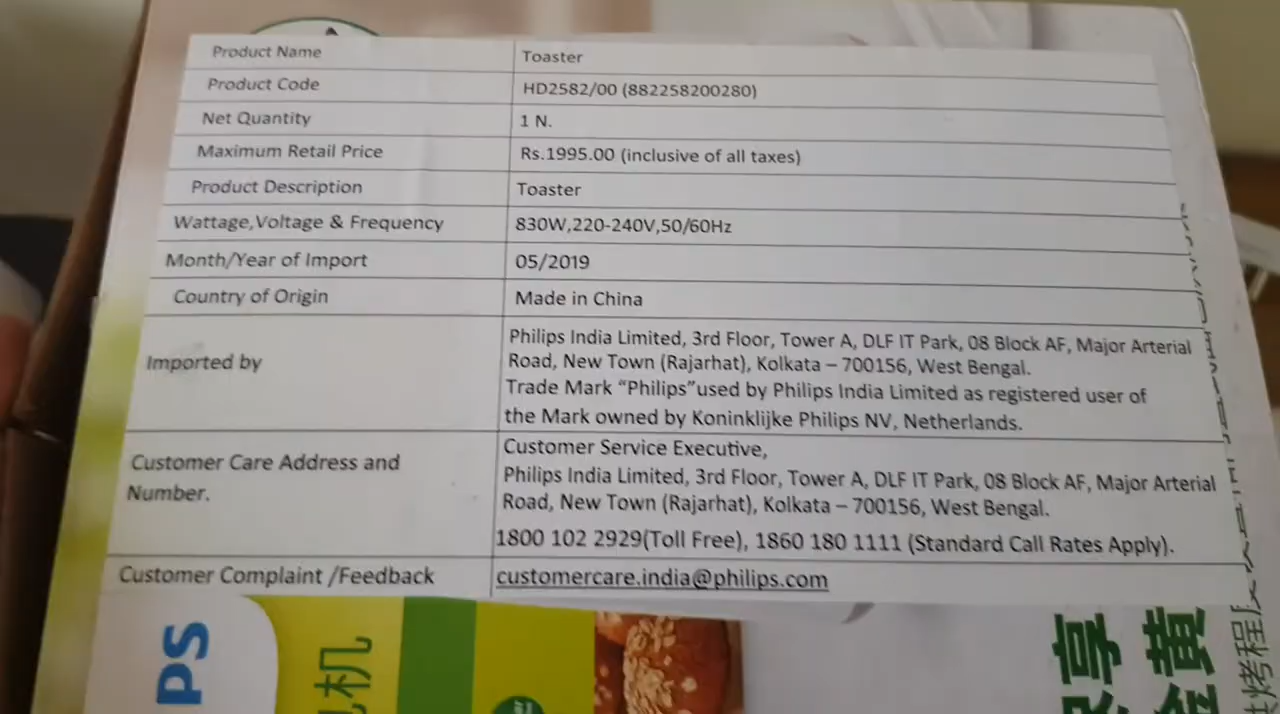 Product Name Toaster
Product Code HD2582/00 (882258200280)
Net Quantity 1 N.
Maximum Retail Price Rs.1995.00 (inclusive of all taxes)
Product Description Toaster
Wattage,Voltage & Frequency 830W,220-240V,50/60Hz
Month/Year of Import 05/2019
Country of Origin Made in China
Imported by
Philips India Limited, 3rd Floor, Tower A, DLF IT Park, 08 Block AF, Major Arterial
Road, New Town (Rajarhat), Kolkata – 700156, West Bengal.
Trade Mark “Philips”used by Philips India Limited as registered user of
the Mark owned by Koninklijke Philips NV, Netherlands.
Customer Care Address and
Number.
Customer Service Executive,
Philips India Limited, 3rd Floor, Tower A, DLF IT Park, 08 Block AF, Major Arterial
Road, New Town (Rajarhat), Kolkata – 700156, West Bengal.
1800 102 2929(Toll Free), 1860 180 1111 (Standard Call Rates Apply).
Customer Complaint /Feedback customercare.india@philips.com
PS
机
享
黄
烤程